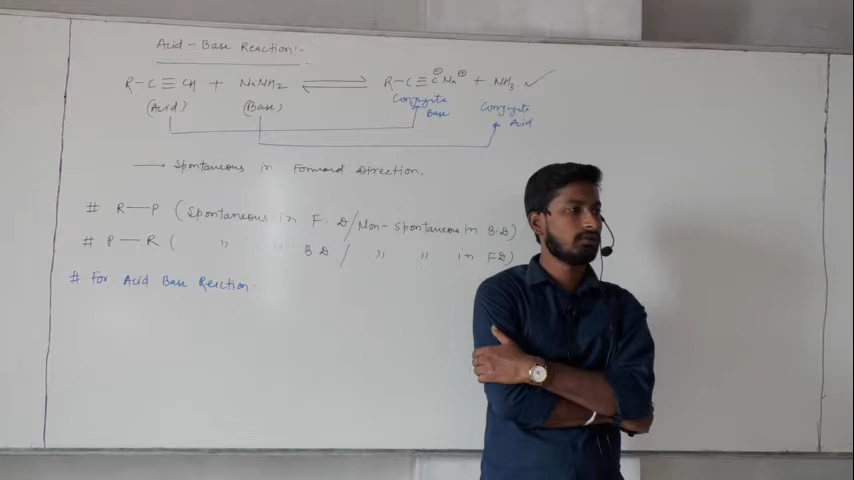 Acid-Base Reaction:-
R-C≡CH + NaNH2 ⇌ R-C≡C⊖Na⊕ + NH3 ✓
(Acid) (Base) Conjugate Base Conjugate Acid
→ Spontaneous in Forward Direction.
# R—P (Spontaneous in F.D/Non-Spontaneous in B.D)
# P—R ( " " B.D / " " in F.D)
# For Acid Base Reaction.